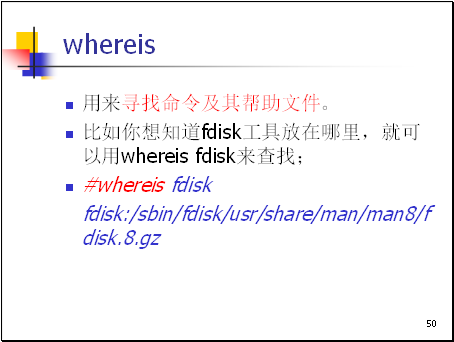 whereis
用来寻找命令及其帮助文件。
比如你想知道fdisk工具放在哪里，就可
以用whereis fdisk来查找；
#whereis fdisk
fdisk:/sbin/fdisk/usr/share/man/man8/f
disk.8.gz
50